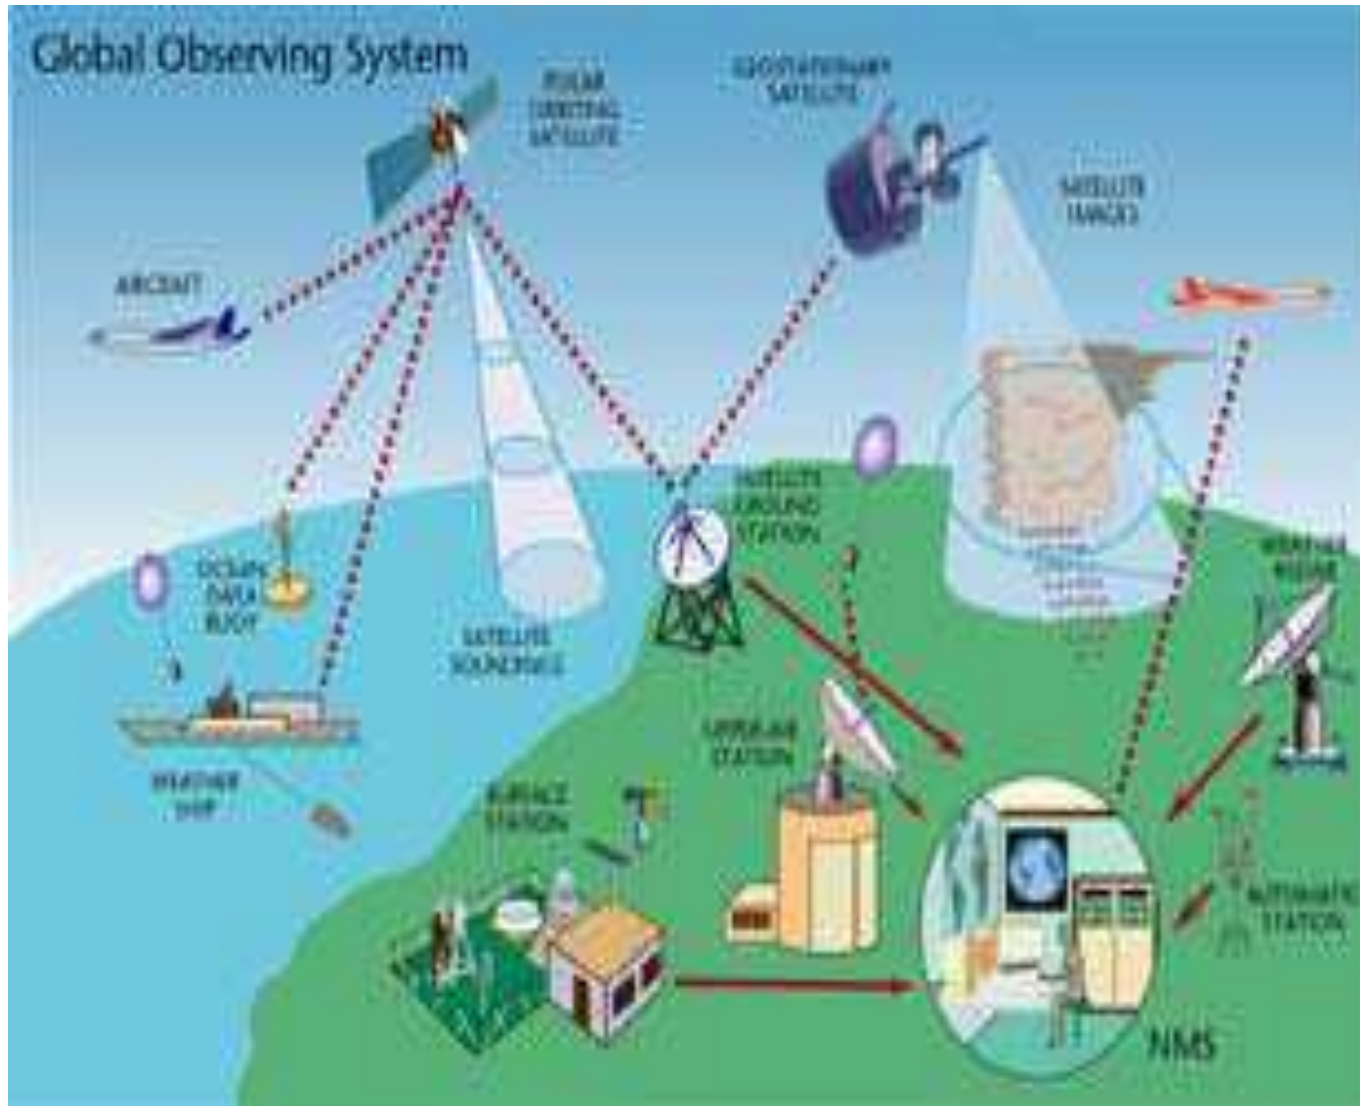 Global Observing System
POLAR
ORBITING
SATELLITE
GEOSTATIONARY
SATELLITE
SATELLITE
IMAGES
AIRCRAFT
SATELLITE
GROUND
STATION
WEATHER
RADAR
OCEAN
DATA
BUOY
SATELLITE
SOUNDINGS
UPPER-AIR
STATION
WEATHER
SHIP
SURFACE
STATION
AUTOMATIC
STATION
NMS